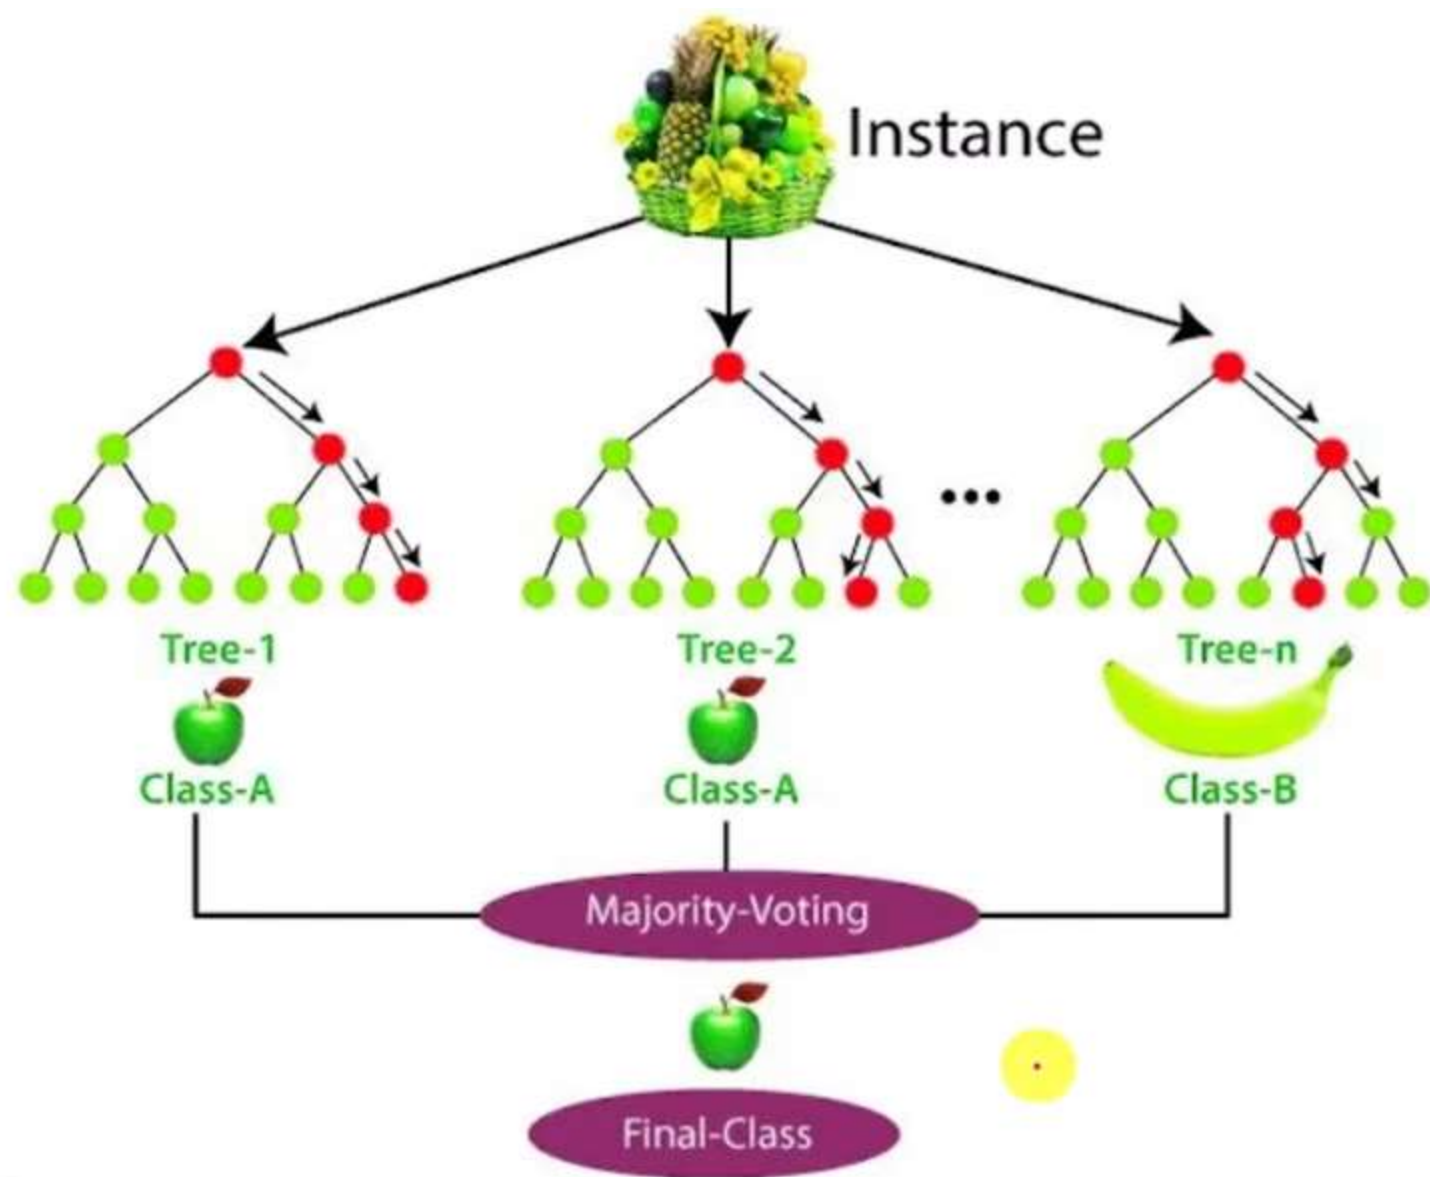 Instance
...
Tree-1
Tree-2
Tree-n
Class-A
Class-A
Class-B
Majority-Voting
Final-Class